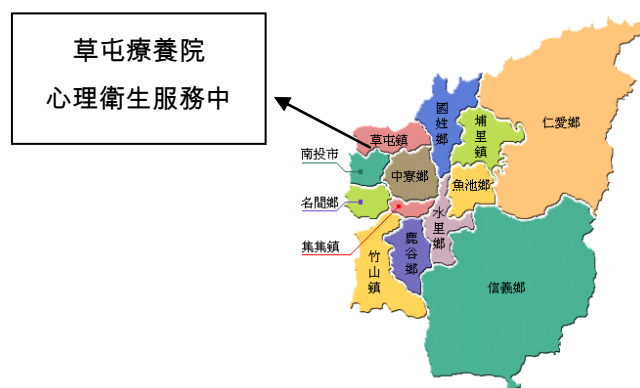 草屯療養院
心理衛生服務中
國姓鄉
仁愛鄉
埔里鎮
草屯鎮
南投市
中寮鄉
魚池鄉
名間鄉
水里鄉
集集鎮
鹿谷鄉
竹山鎮
信義鄉